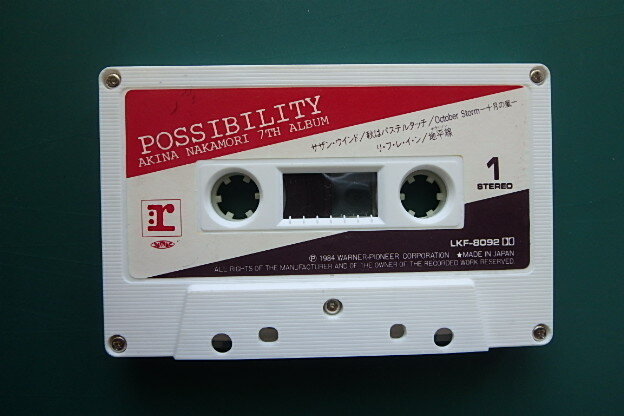 POSSIBILITY
AKINA NAKAMORI 7TH ALBUM
サザン・ウインド/秋はパステルタッチ/October Storm—十月の嵐—
リ・フ・レ・イ・ン/地平線
r
1
STEREO
LKF-8092
Ⓟ 1984 WARNER-PIONEER CORPORATION ★MADE IN JAPAN
ALL RIGHTS OF THE MANUFACTURER AND OF THE OWNER OF THE RECORDED WORK RESERVED.